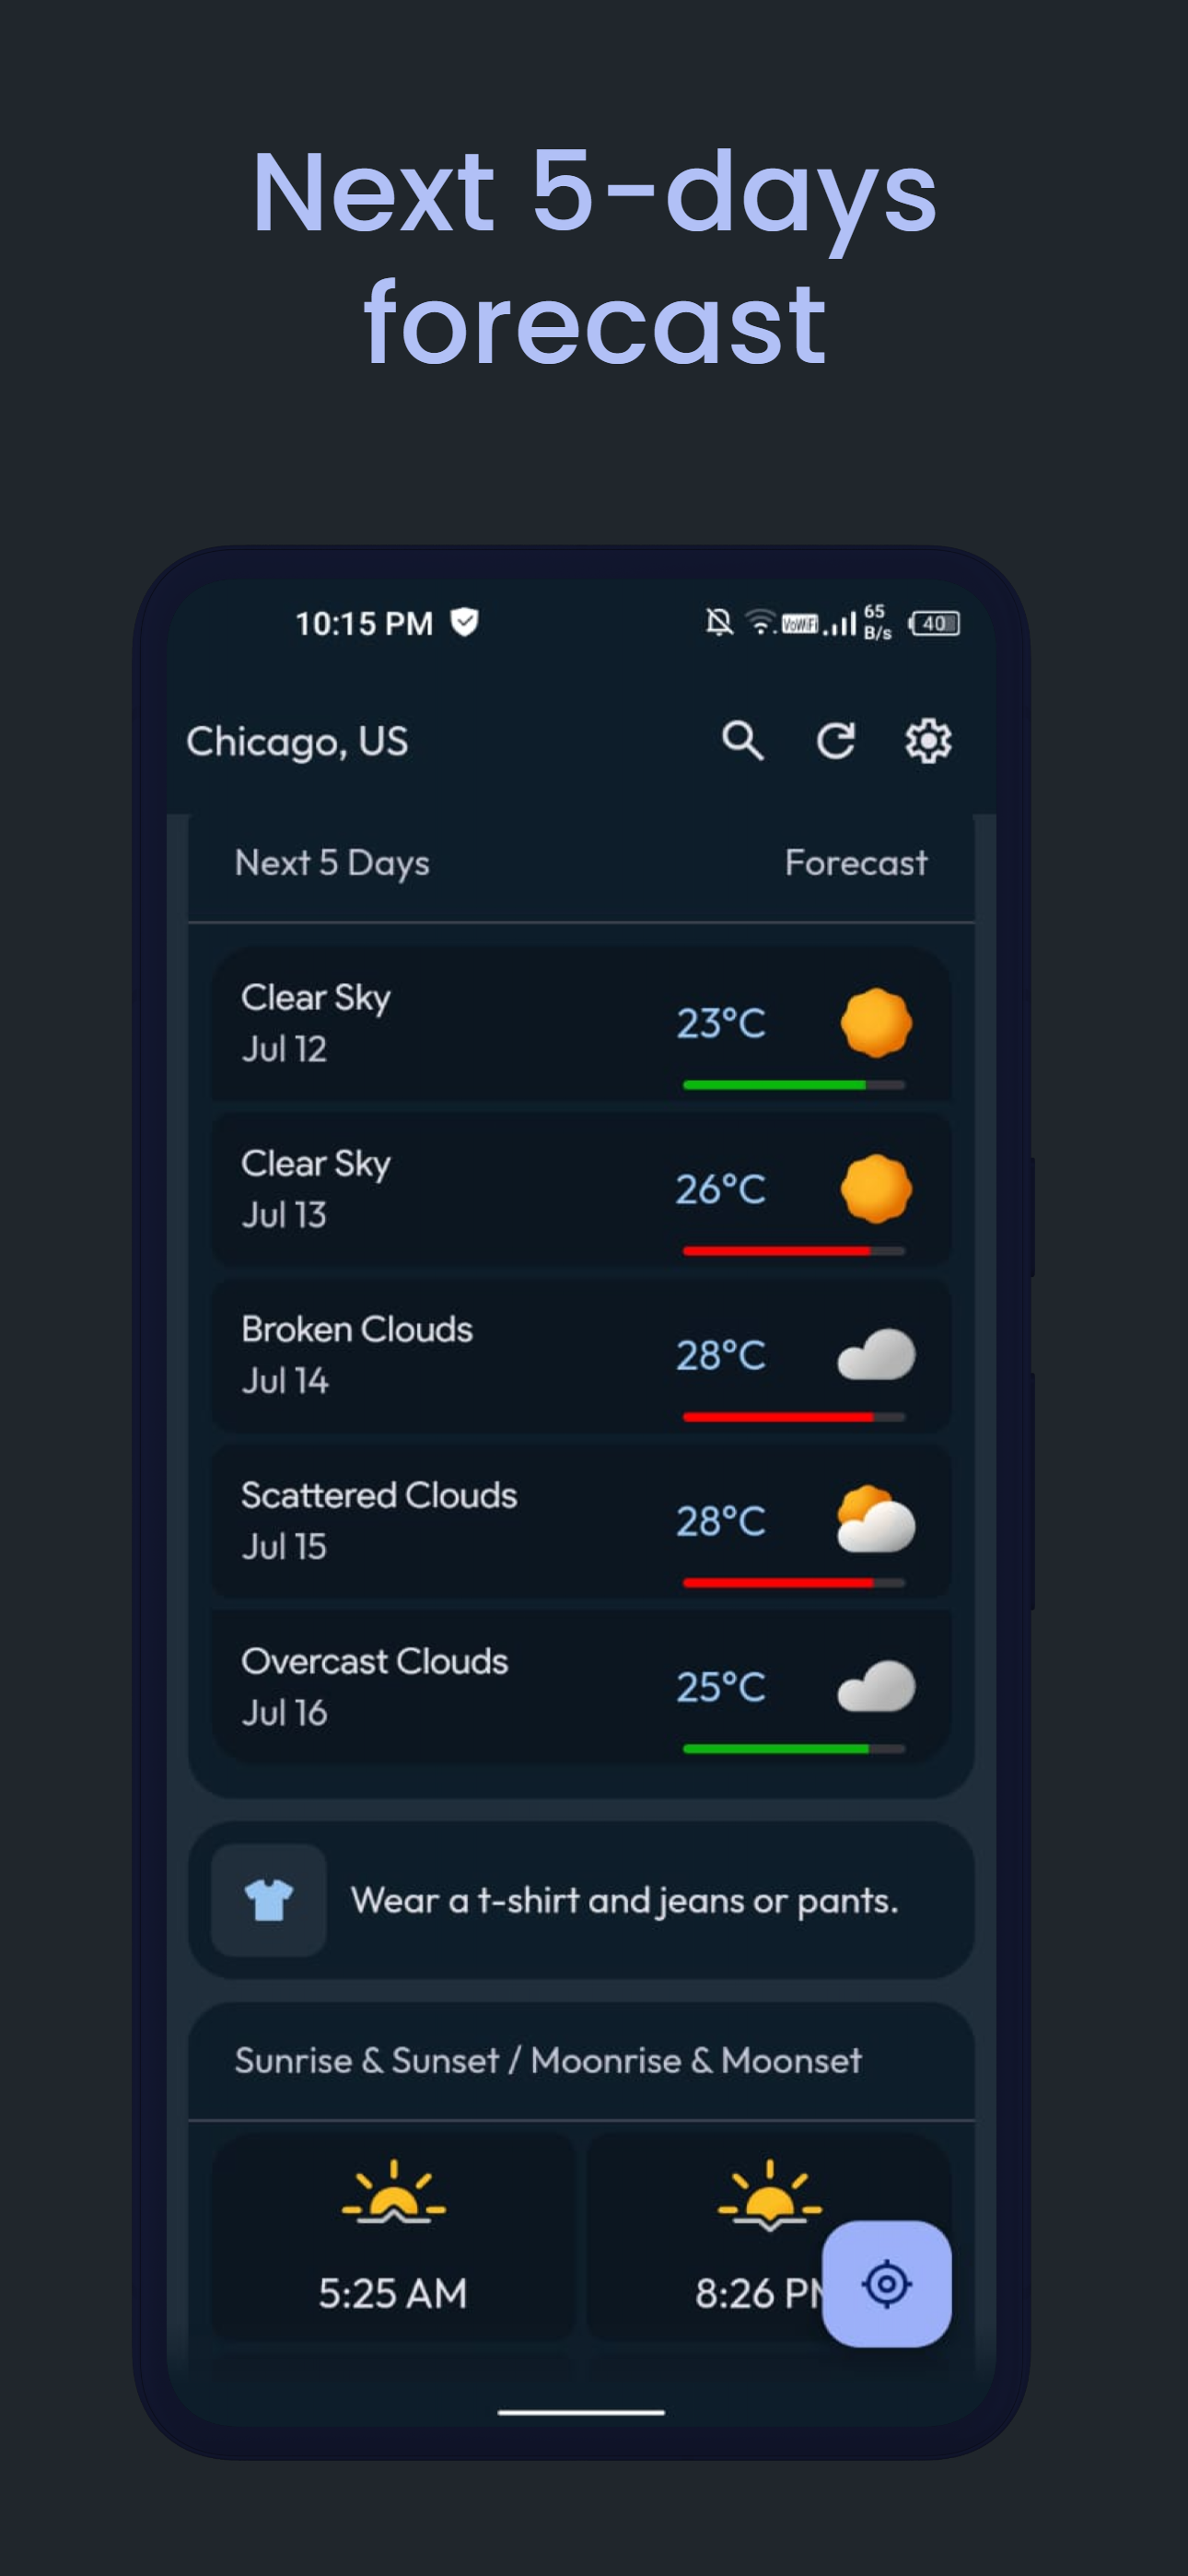 Next 5-days
forecast
10:15 PM VoWiFi 65 B/s 40
Chicago, US
Next 5 Days Forecast
Clear Sky
Jul 12
23°C
Clear Sky
Jul 13
26°C
Broken Clouds
Jul 14
28°C
Scattered Clouds
Jul 15
28°C
Overcast Clouds
Jul 16
25°C
Wear a t-shirt and jeans or pants.
Sunrise & Sunset / Moonrise & Moonset
5:25 AM 8:26 P